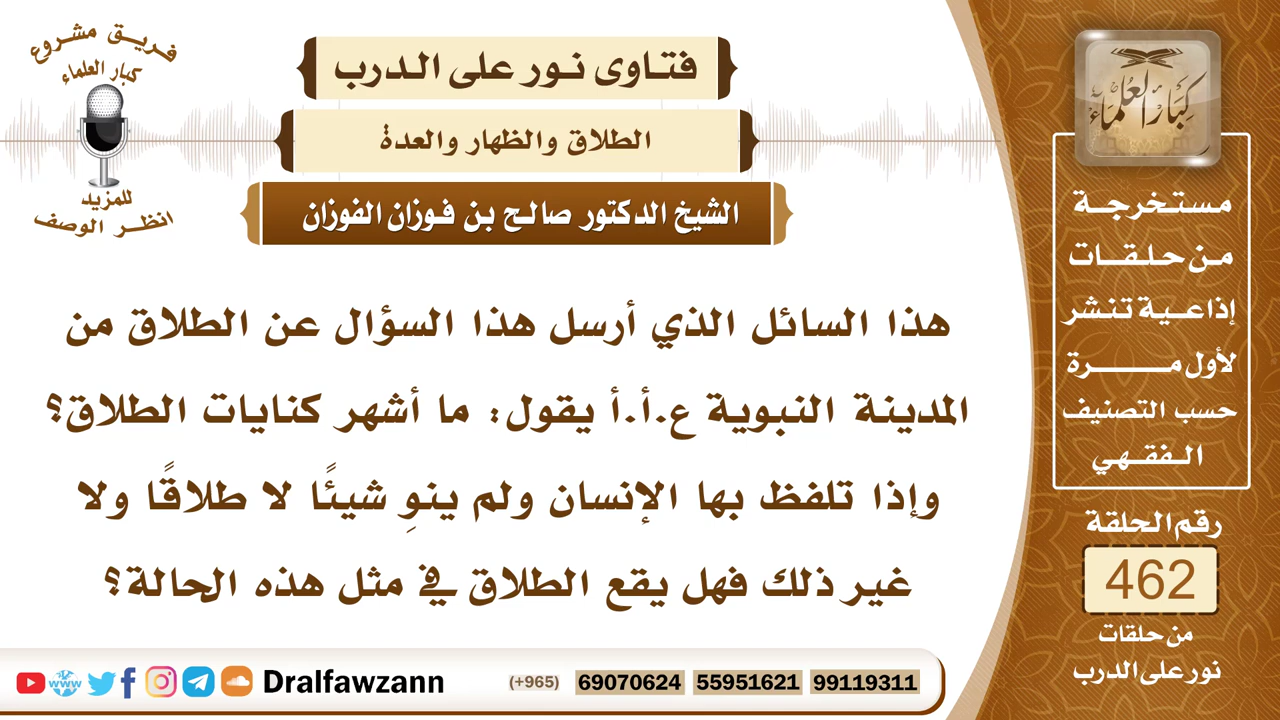 فريق مشروع
كبار العلماء
للمزيد
انظر الوصف
فتاوى نور على الدرب
الطلاق والظهار والعدة
الشيخ الدكتور صالح بن فوزان الفوزان
هذا السائل الذي أرسل هذا السؤال عن الطلاق من
المدينة النبوية ع.أ.أ يقول: ما أشهر كنايات الطلاق؟
وإذا تلفظ بها الإنسان ولم ينوِ شيئًا لا طلاقًا ولا
غير ذلك فهل يقع الطلاق في مثل هذه الحالة؟
كبار العلماء
مستخرجة
من حلقات
إذاعية تنشر
لأول مرة
حسب التصنيف
الفقهي
رقم الحلقة
462
من حلقات
نور على الدرب
www Dralfawzann (+965) 69070624 55951621 99119311